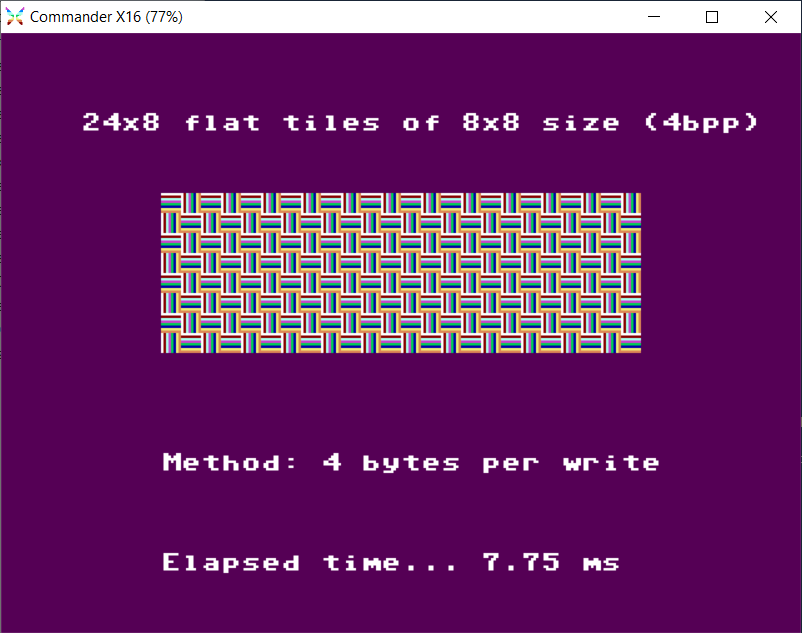 Commander X16 (77%)
24x8 flat tiles of 8x8 size (4bpp)
Method: 4 bytes per write
Elapsed time... 7.75 ms